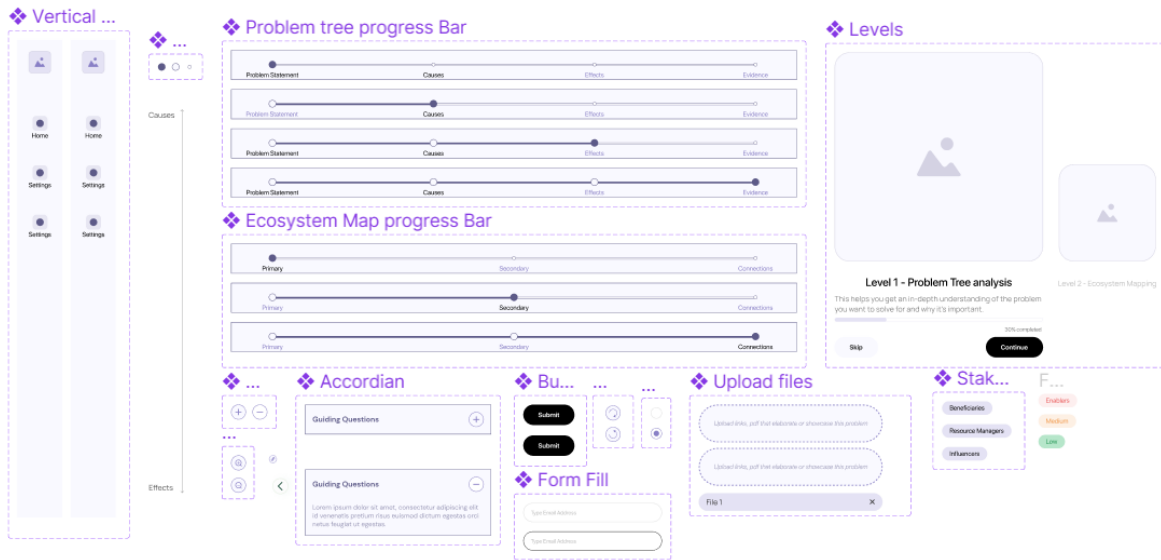 Vertical ...
Home
Home
Settings
Settings
Settings
Settings
...
Causes
Effects
Problem tree progress Bar
Problem Statement Causes Effects Evidence
Problem Statement Causes Effects Evidence
Problem Statement Causes Effects Evidence
Problem Statement Causes Effects Evidence
Ecosystem Map progress Bar
Primary Secondary Connections
Primary Secondary Connections
Primary Secondary Connections
Levels
Level 1 - Problem Tree analysis
This helps you get an in-depth understanding of the problem
you want to solve for and why it's important.
completed
Skip
Continue
Level 2 - Ecosystem Mapping
...
...
Accordian
Guiding Questions
Guiding Questions
Lorem ipsum dolor sit amet, consectetur adipiscing elit
id venenatis pretium risus euismod dictum egestas orci
netus feugiat ut egestas.
Bu...
Submit
Submit
...
...
Form Fill
Type Email Address
Type Email Address
Upload files
Upload links, pdf that elaborate or showcase this problem
Upload links, pdf that elaborate or showcase this problem
File 1
Stak...
Beneficiaries
Resource Managers
Influencers
F...
Enablers
Medium
Low